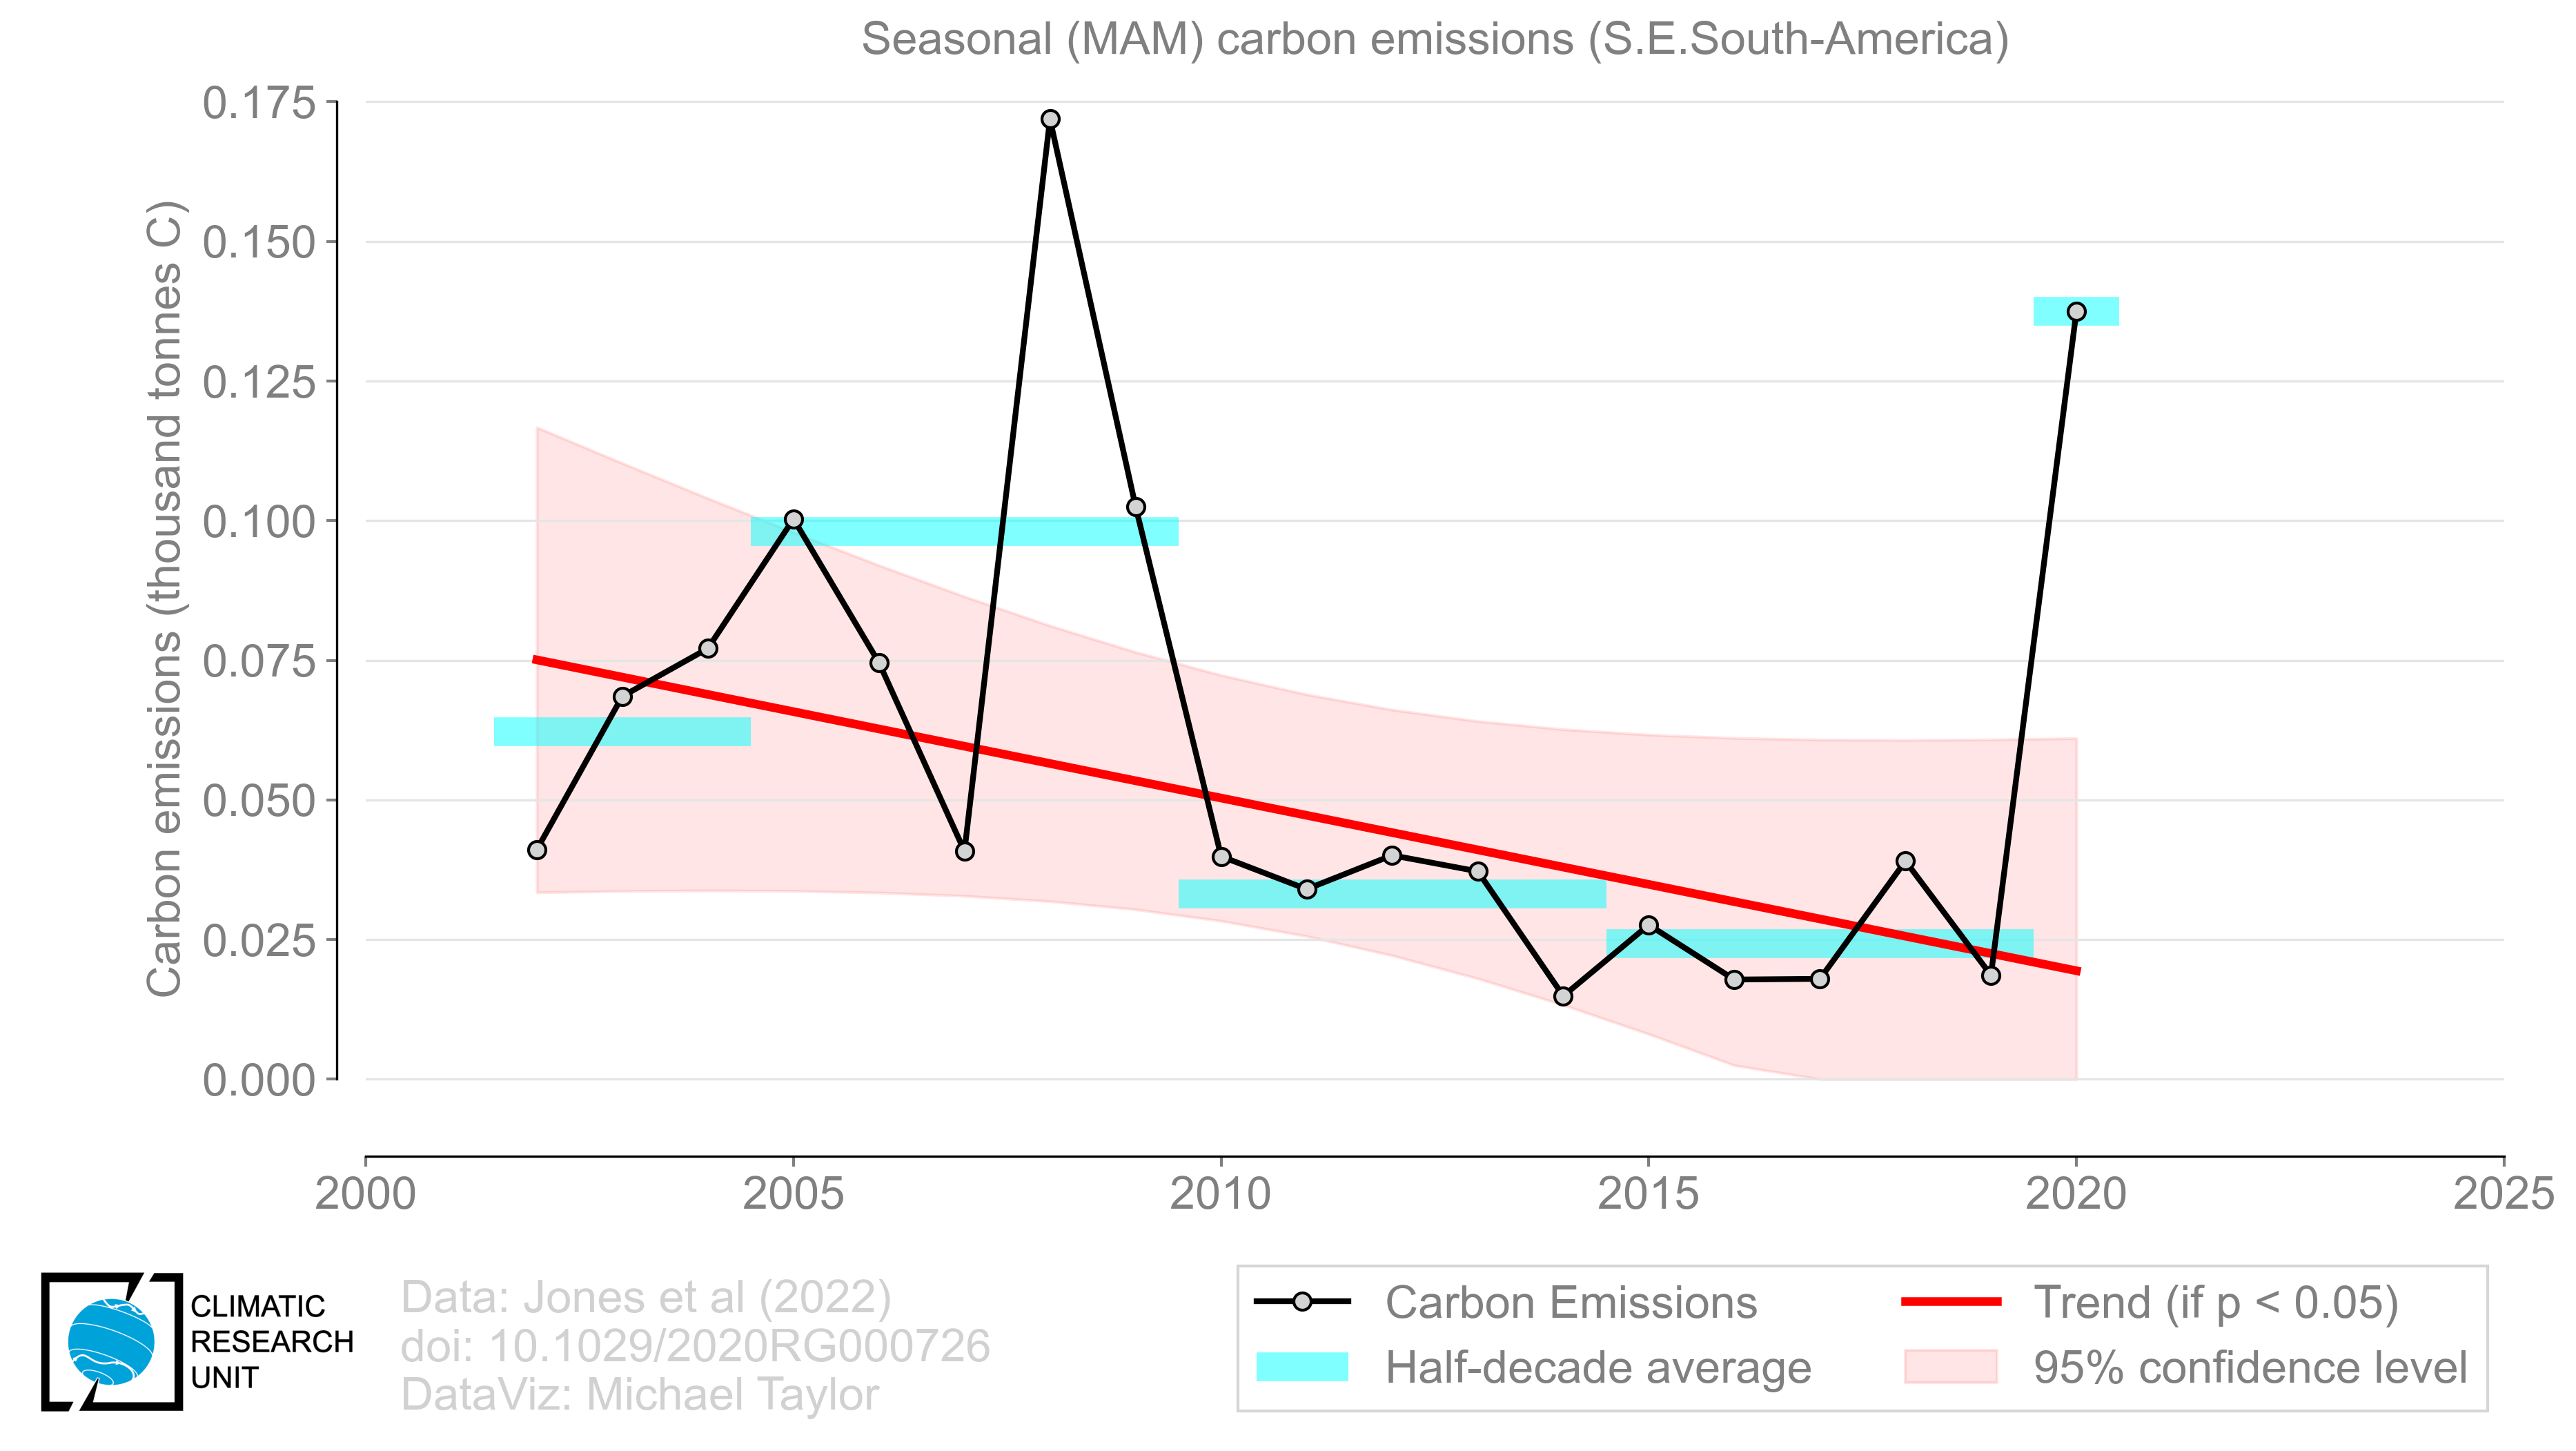 Seasonal (MAM) carbon emissions (S.E.South-America)
Carbon emissions (thousand tonnes C)
0.175
0.150
0.125
0.100
0.075
0.050
0.025
0.000
2000 2005 2010 2015 2020 2025
CLIMATIC
RESEARCH
UNIT
Data: Jones et al (2022)
doi: 10.1029/2020RG000726
DataViz: Michael Taylor
Carbon Emissions
Half-decade average
Trend (if p < 0.05)
95% confidence level